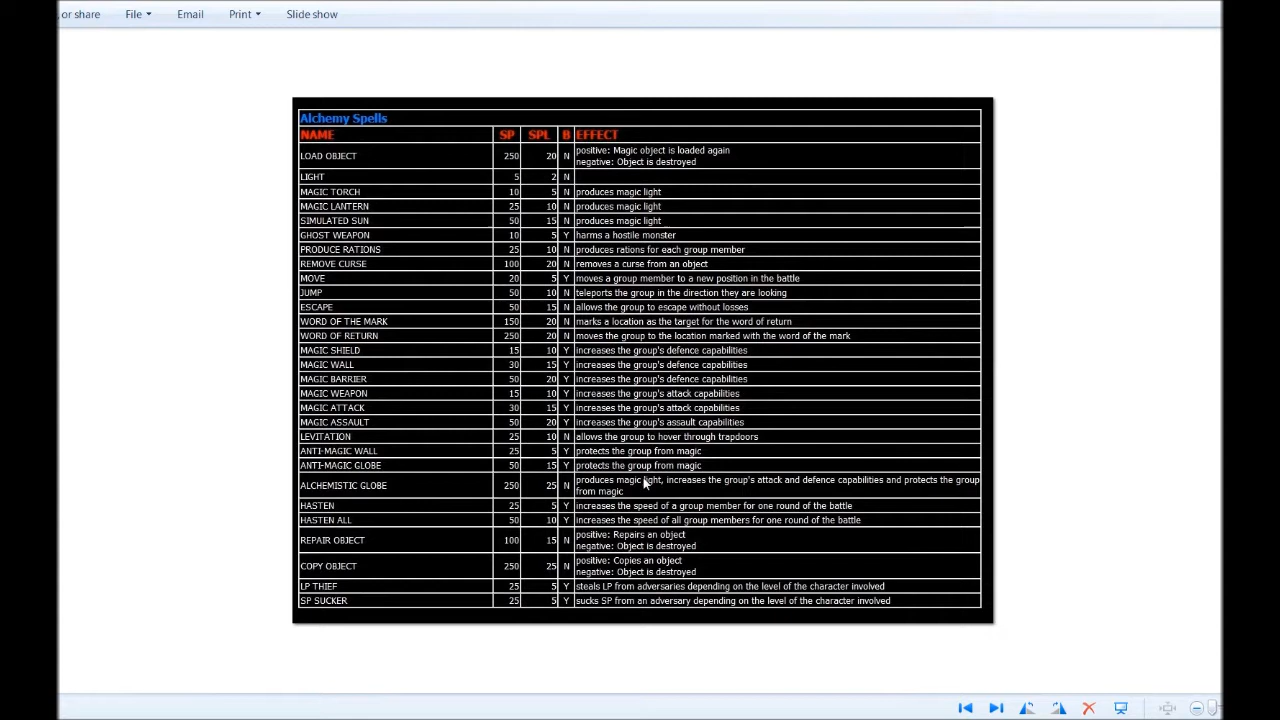 or share File Email Print Slide show
Alchemy Spells
NAME SP SPL B EFFECT
LOAD OBJECT 250 20 N positive: Magic object is loaded again
negative: Object is destroyed
LIGHT 5 2 N
MAGIC TORCH 10 5 N produces magic light
MAGIC LANTERN 25 10 N produces magic light
SIMULATED SUN 50 15 N produces magic light
GHOST WEAPON 10 5 Y harms a hostile monster
PRODUCE RATIONS 25 10 N produces rations for each group member
REMOVE CURSE 100 20 N removes a curse from an object
MOVE 20 5 Y moves a group member to a new position in the battle
JUMP 50 10 N teleports the group in the direction they are looking
ESCAPE 50 15 N allows the group to escape without losses
WORD OF THE MARK 150 20 N marks a location as the target for the word of return
WORD OF RETURN 250 20 N moves the group to the location marked with the word of the mark
MAGIC SHIELD 15 10 Y increases the group's defence capabilities
MAGIC WALL 30 15 Y increases the group's defence capabilities
MAGIC BARRIER 50 20 Y increases the group's defence capabilities
MAGIC WEAPON 15 10 Y increases the group's attack capabilities
MAGIC ATTACK 30 15 Y increases the group's attack capabilities
MAGIC ASSAULT 50 20 Y increases the group's assault capabilities
LEVITATION 25 10 N allows the group to hover through trapdoors
ANTI-MAGIC WALL 25 5 Y protects the group from magic
ANTI-MAGIC GLOBE 50 15 Y protects the group from magic
ALCHEMISTIC GLOBE 250 25 N produces magic light, increases the group's attack and defence capabilities and protects the group
from magic
HASTEN 25 5 Y increases the speed of a group member for one round of the battle
HASTEN ALL 50 10 Y increases the speed of all group members for one round of the battle
REPAIR OBJECT 100 15 N positive: Repairs an object
negative: Object is destroyed
COPY OBJECT 250 25 N positive: Copies an object
negative: Object is destroyed
LP THIEF 25 5 Y steals LP from adversaries depending on the level of the character involved
SP SUCKER 25 5 Y sucks SP from an adversary depending on the level of the character involved